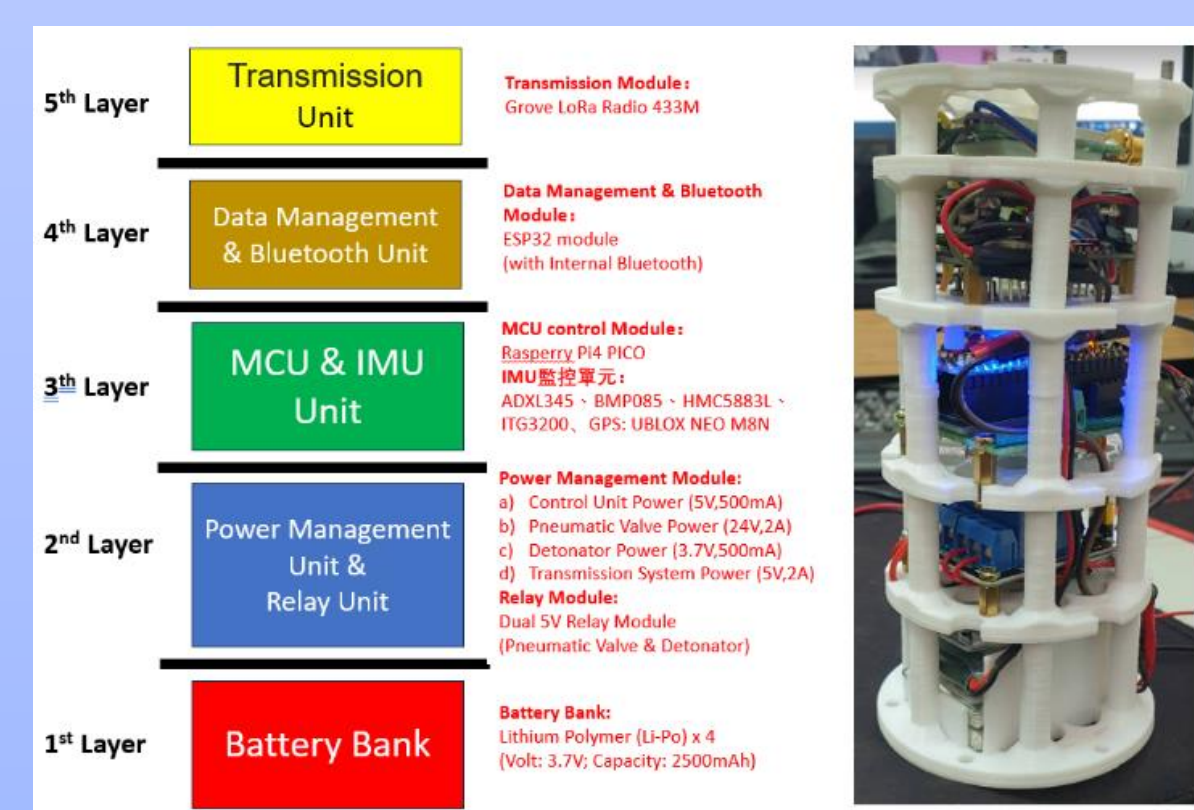 5th Layer
Transmission
Unit
Transmission Module：
Grove LoRa Radio 433M
4th Layer
Data Management
& Bluetooth Unit
Data Management & Bluetooth
Module：
ESP32 module
(with Internal Bluetooth)
3th Layer
MCU & IMU
Unit
MCU control Module：
Rasperry Pi4 PICO
IMU監控單元：
ADXL345、BMP085、HMC5883L、
ITG3200、GPS: UBLOX NEO M8N
2nd Layer
Power Management
Unit &
Relay Unit
Power Management Module:
a) Control Unit Power (5V,500mA)
b) Pneumatic Valve Power (24V,2A)
c) Detonator Power (3.7V,500mA)
d) Transmission System Power (5V,2A)
Relay Module:
Dual 5V Relay Module
(Pneumatic Valve & Detonator)
1st Layer
Battery Bank
Battery Bank:
Lithium Polymer (Li-Po) x 4
(Volt: 3.7V; Capacity: 2500mAh)